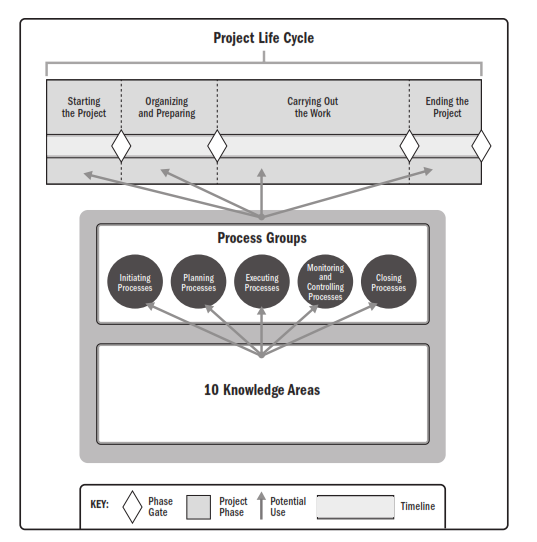 Project Life Cycle
Starting
the Project
Organizing
and Preparing
Carrying Out
the Work
Ending the
Project
Process Groups
Initiating
Processes
Planning
Processes
Executing
Processes
Monitoring
and
Controlling
Processes
Closing
Processes
10 Knowledge Areas
KEY:
Phase
Gate
Project
Phase
Potential
Use
Timeline